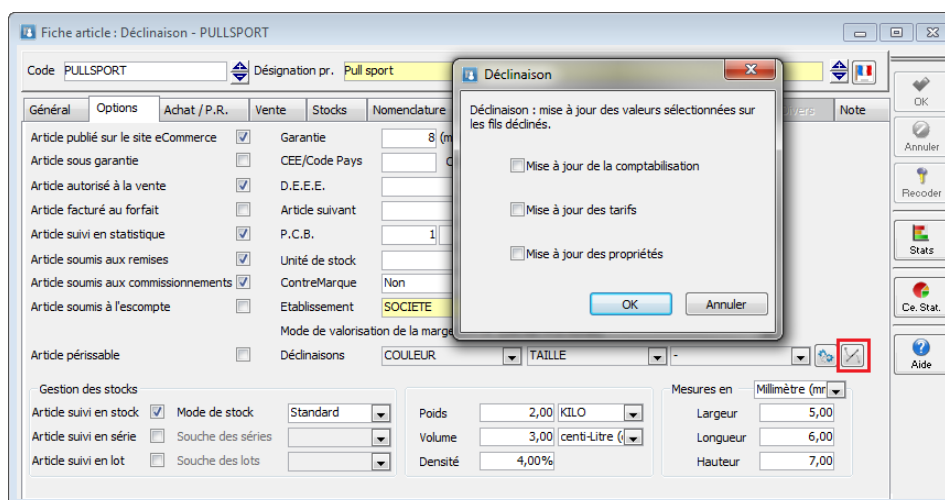 Fiche article : Déclinaison - PULLSPORT
Code PULLSPORT Désignation pr. Pull sport
Général Options Achat / P.R. Vente Stocks Nomenclature Divers Note
Article publié sur le site eCommerce Garantie 8 (m
Article sous garantie CEE/Code Pays C
Article autorisé à la vente D.E.E.E.
Article facturé au forfait Article suivant
Article suivi en statistique P.C.B. 1
Article soumis aux remises Unité de stock
Article soumis aux commissionnements ContreMarque Non
Article soumis à l'escompte Etablissement SOCIETE
Mode de valorisation de la marge
Article périssable Déclinaisons COULEUR TAILLE -
Déclinaison
Déclinaison : mise à jour des valeurs sélectionnées sur
les fils déclinés.
Mise à jour de la comptabilisation
Mise à jour des tarifs
Mise à jour des propriétés
OK Annuler
Gestion des stocks
Article suivi en stock Mode de stock Standard
Article suivi en série Souche des séries
Article suivi en lot Souche des lots
Poids 2,00 KILO
Volume 3,00 centi-Litre (
Densité 4,00%
Mesures en Millimètre (mr
Largeur 5,00
Longueur 6,00
Hauteur 7,00
OK
Annuler
Recoder
Stats
Ce. Stat.
Aide